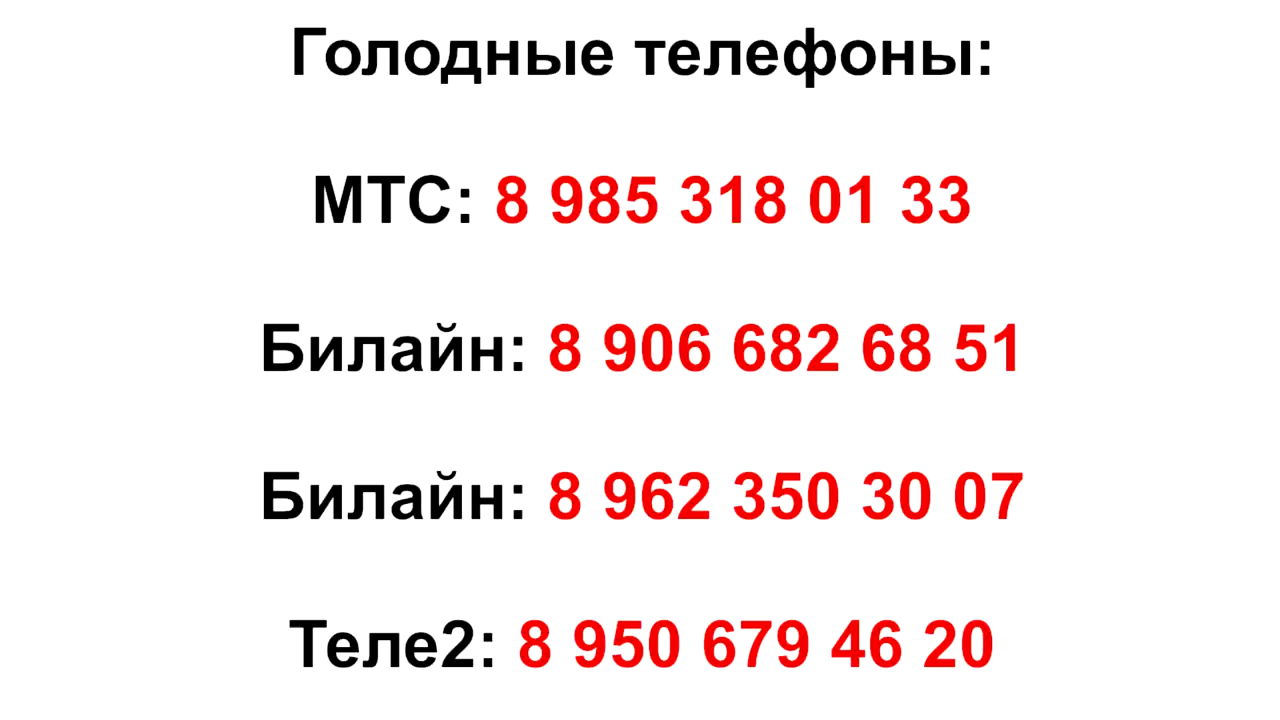 Голодные телефоны:
МТС: 8 985 318 01 33
Билайн: 8 906 682 68 51
Билайн: 8 962 350 30 07
Теле2: 8 950 679 46 20